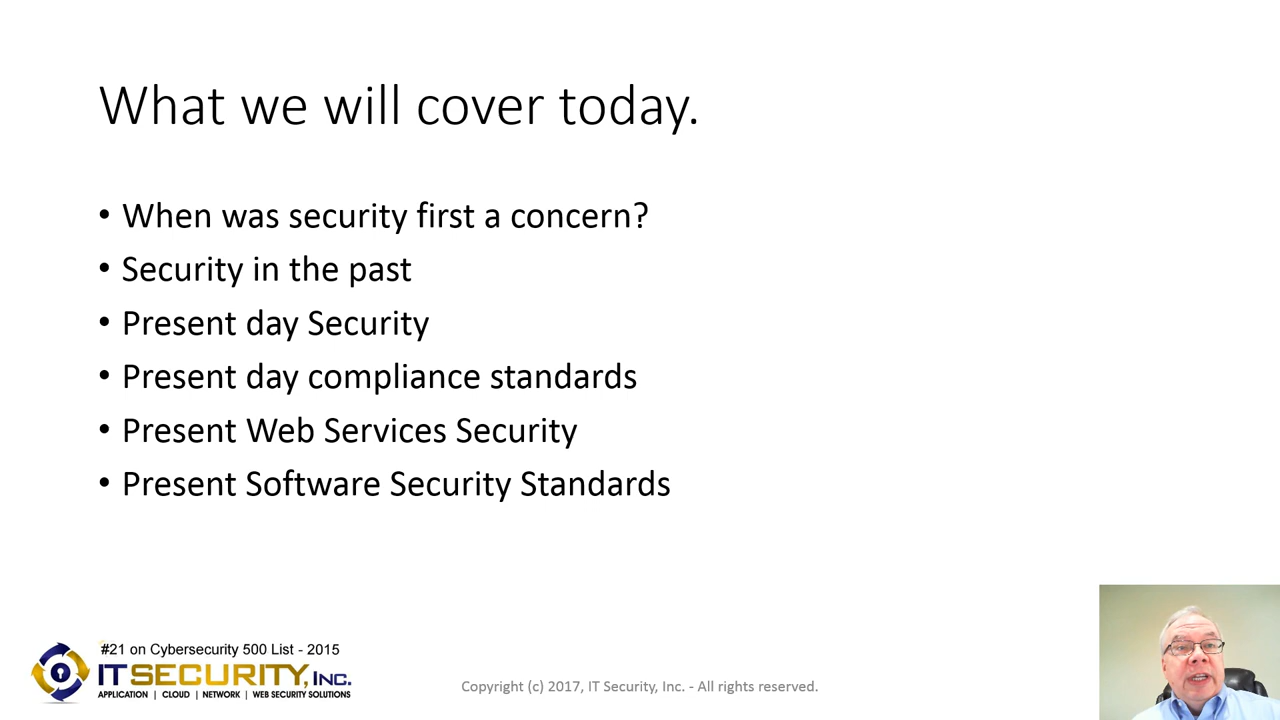 What we will cover today.
• When was security first a concern?
• Security in the past
• Present day Security
• Present day compliance standards
• Present Web Services Security
• Present Software Security Standards
#21 on Cybersecurity 500 List - 2015
IT SECURITY, INC.
APPLICATION | CLOUD | NETWORK | WEB SECURITY SOLUTIONS
Copyright (c) 2017, IT Security, Inc. - All rights reserved.